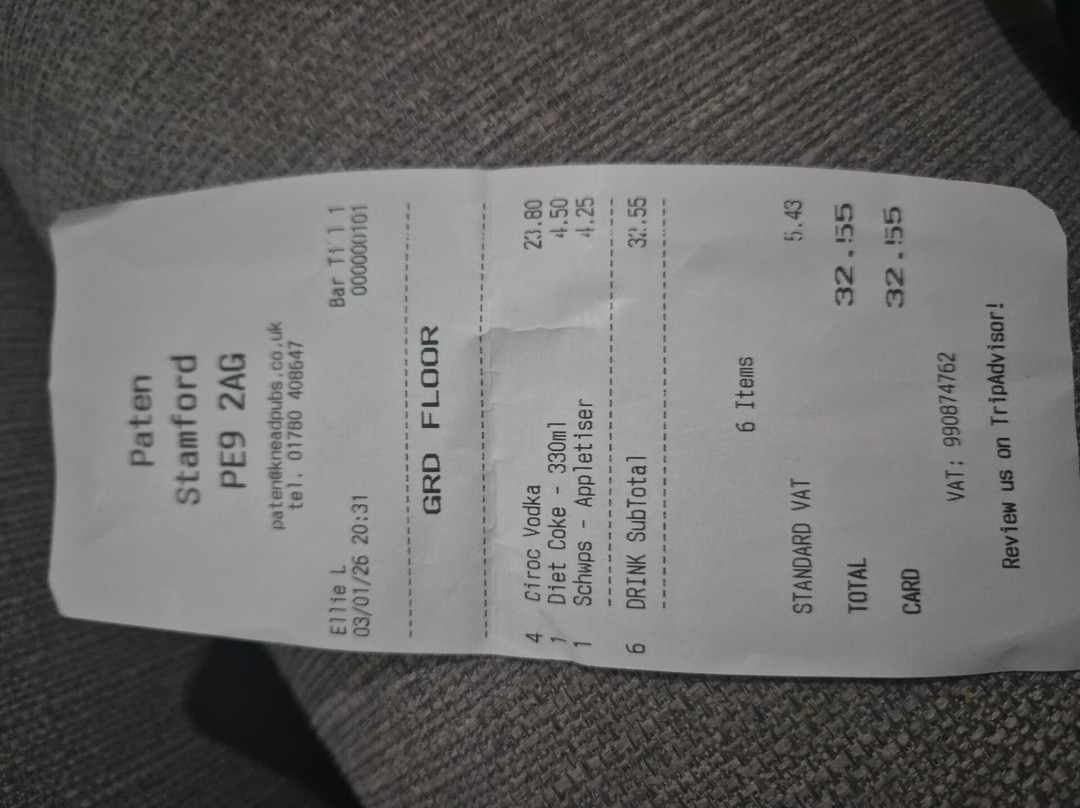 Paten
Stamford
PE9 2AG
paten@kneadpubs.co.uk
tel. 01780 408647
Ellie L Bar Till 1
03/01/26 20:31 0000000101
GRD FLOOR
4 Ciroc Vodka 23.80
1 Diet Coke - 330ml 4.50
1 Schwps - Appletiser 4.25
6 DRINK SubTotal 32.55
6 Items
STANDARD VAT 5.43
TOTAL 32.55
CARD 32.55
VAT: 990874762
Review us on TripAdvisor!